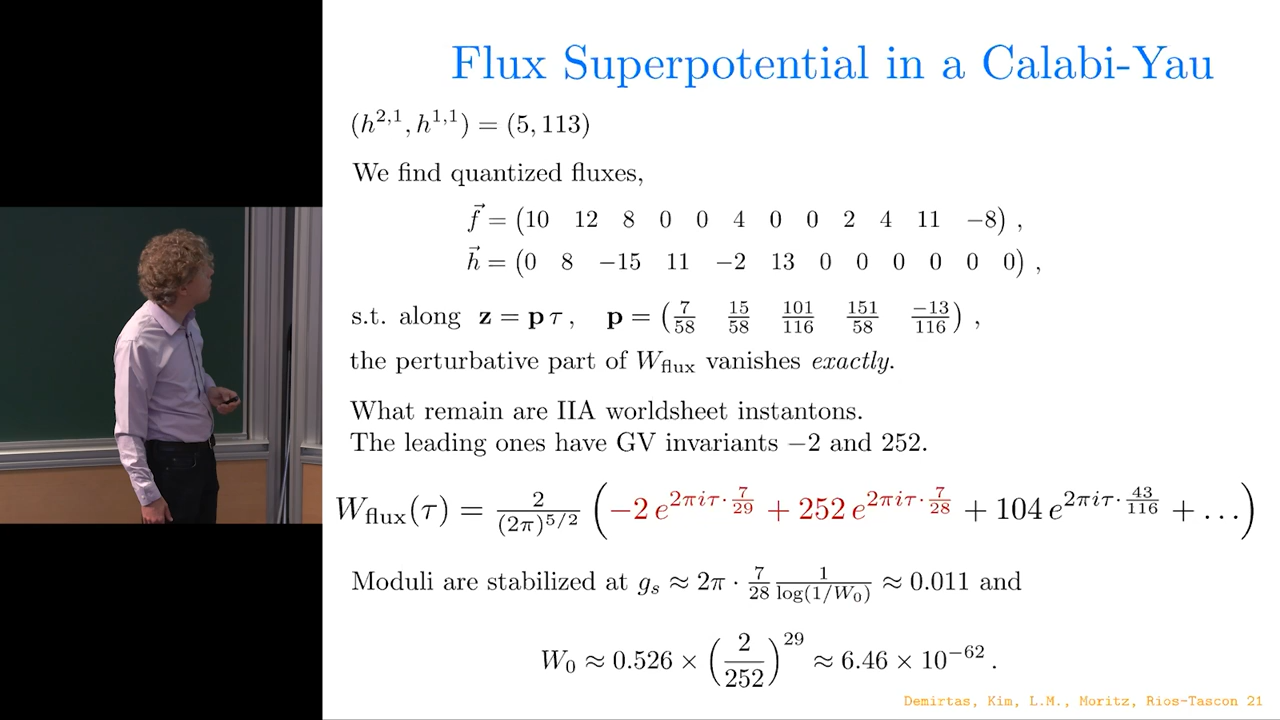 Flux Superpotential in a Calabi-Yau
(h^{2,1}, h^{1,1}) = (5, 113)
We find quantized fluxes,
\vec{f} = (10 12 8 0 0 4 0 0 2 4 11 −8) ,
\vec{h} = (0 8 −15 11 −2 13 0 0 0 0 0 0) ,
s.t. along z = p τ , p = (7/58 15/58 101/116 151/58 −13/116) ,
the perturbative part of W_flux vanishes exactly.
What remain are IIA worldsheet instantons.
The leading ones have GV invariants −2 and 252.
W_flux(τ) = 2/(2π)^{5/2} (−2 e^{2πiτ·7/29} + 252 e^{2πiτ·7/28} + 104 e^{2πiτ·43/116} + …)
Moduli are stabilized at g_s ≈ 2π · 7/28 1/log(1/W_0) ≈ 0.011 and
W_0 ≈ 0.526 × (2/252)^{29} ≈ 6.46 × 10^{−62} .
Demirtas, Kim, L.M., Moritz, Rios-Tascon 21